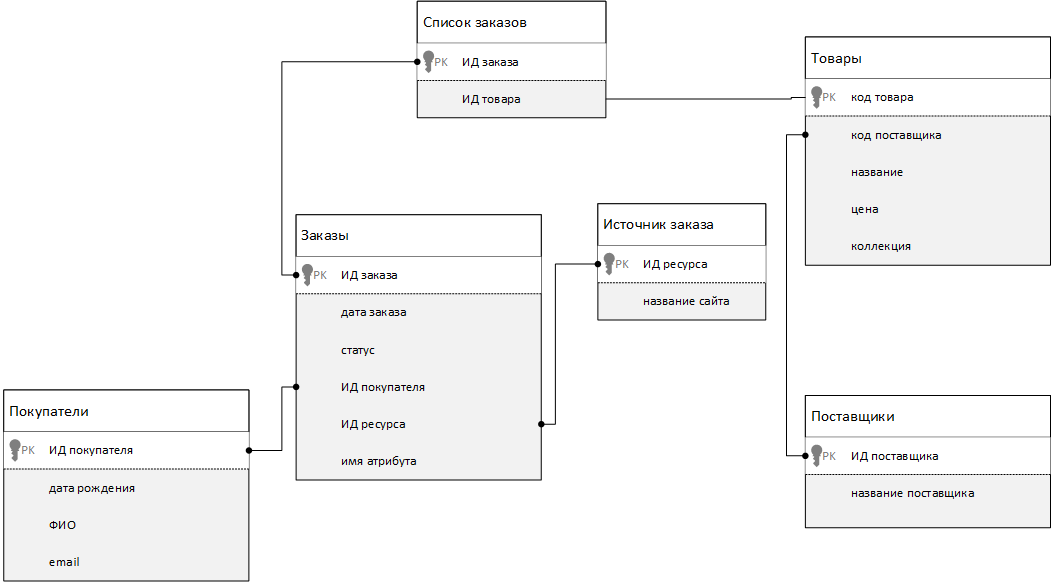 Список заказов
PK ИД заказа
ИД товара
Товары
PK код товара
код поставщика
название
цена
коллекция
Источник заказа
PK ИД ресурса
название сайта
Заказы
PK ИД заказа
дата заказа
статус
ИД покупателя
ИД ресурса
имя атрибута
Покупатели
PK ИД покупателя
дата рождения
ФИО
email
Поставщики
PK ИД поставщика
название поставщика